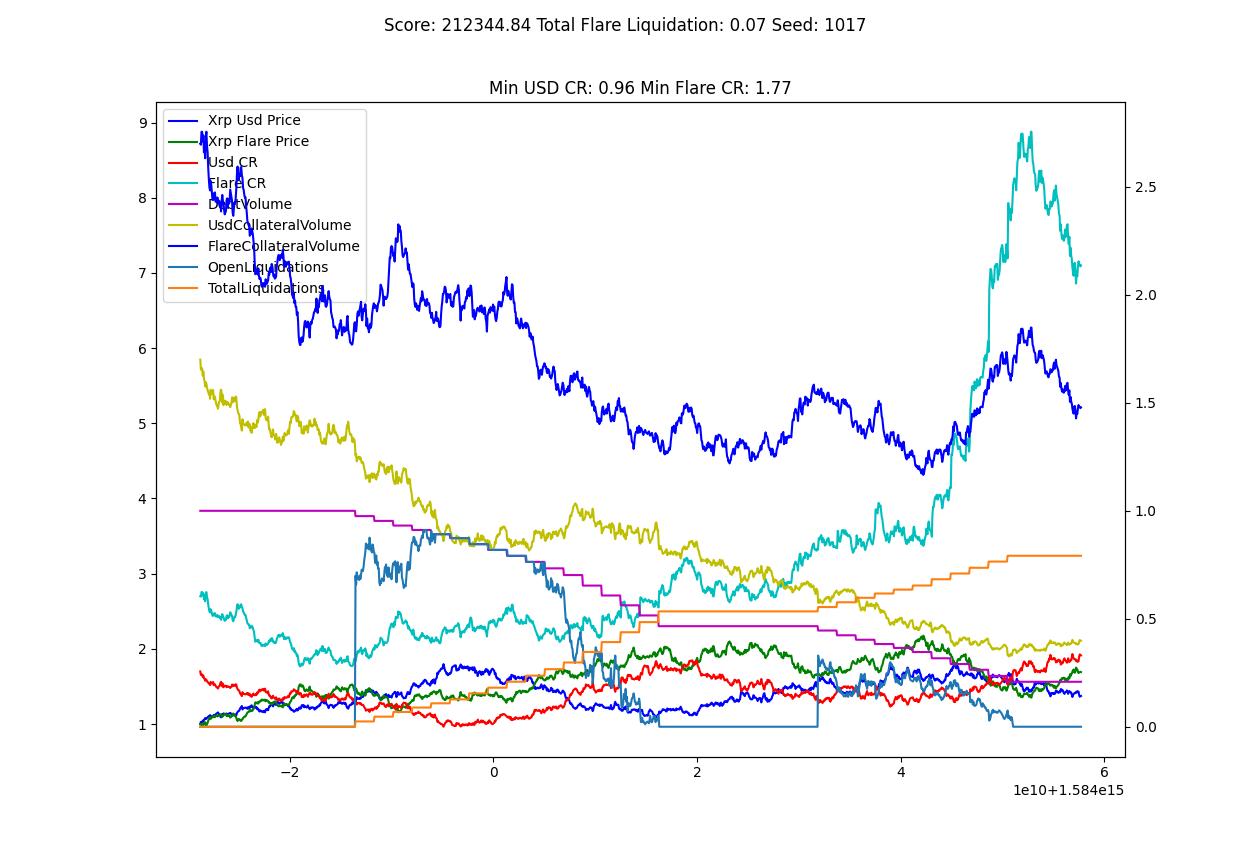 Score: 212344.84 Total Flare Liquidation: 0.07 Seed: 1017
Min USD CR: 0.96 Min Flare CR: 1.77
Xrp Usd Price
Xrp Flare Price
Usd CR
Flare CR
DebtVolume
UsdCollateralVolume
FlareCollateralVolume
OpenLiquidations
TotalLiquidations
9
8
7
6
5
4
3
2
1
2.5
2.0
1.5
1.0
0.5
0.0
−2
0
2
4
6
1e10+1.584e15